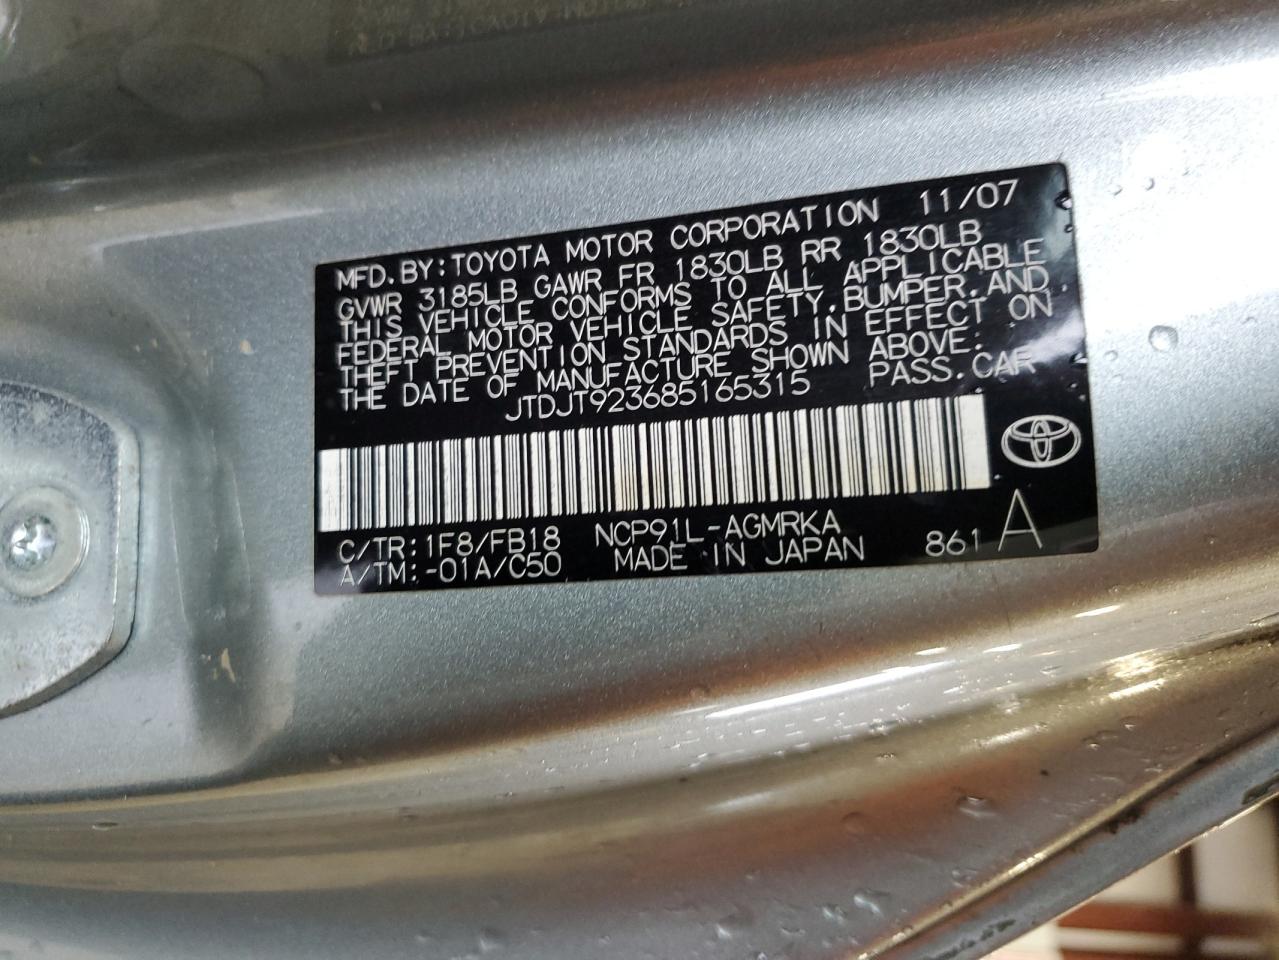 MFD.BY:TOYOTA MOTOR CORPORATION 11/07
GVWR 3185LB GAWR FR 1830LB RR 1830LB
THIS VEHICLE CONFORMS TO ALL APPLICABLE
FEDERAL MOTOR VEHICLE SAFETY,BUMPER,AND
THEFT PREVENTION STANDARDS IN EFFECT ON
THE DATE OF MANUFACTURE SHOWN ABOVE.
JTDJT923685165315 PASS.CAR
C/TR:1F8/FB18 NCP91L-AGMRKA
A/TM:-01A/C50 MADE IN JAPAN 861 A